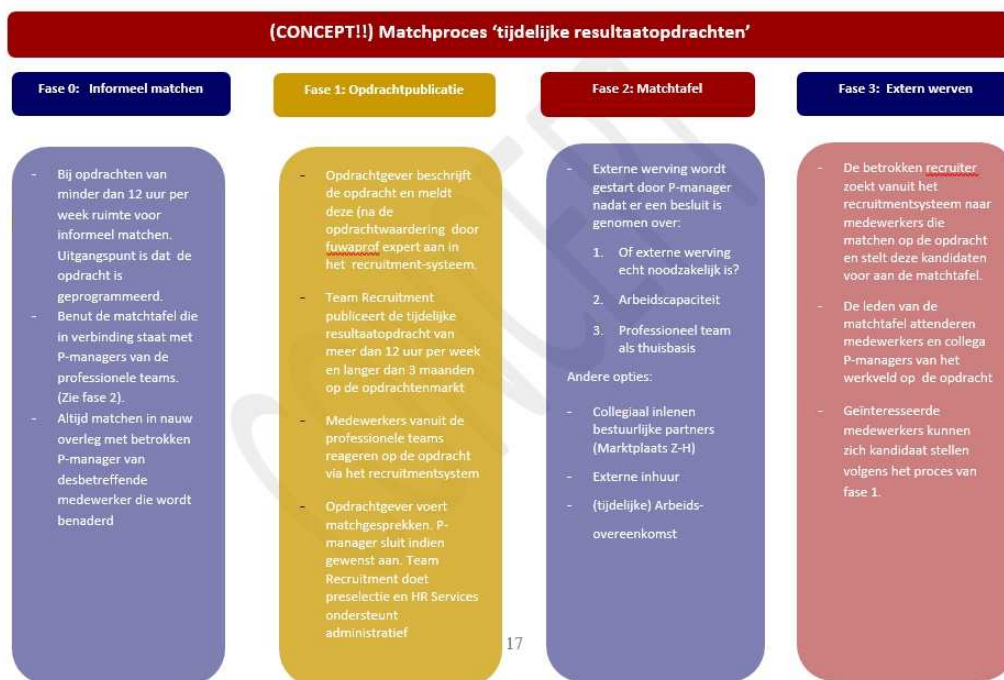 (CONCEPT!!) Matchproces ‘tijdelijke resultaatopdrachten’
Fase 0: Informeel matchen
- Bij opdrachten van
minder dan 12 uur per
week ruimte voor
informeel matchen.
Uitgangspunt is dat de
opdracht is
geprogrammeerd.
- Benut de matchtafel die
in verbinding staat met
P-managers van de
professionele teams.
(Zie fase 2).
- Altijd matchen in nauw
overleg met betrokken
P-manager van
desbetreffende
medewerker die wordt
benaderd
Fase 1: Opdrachtpublicatie
- Opdrachtgever beschrijft
de opdracht en meldt
deze (na de
opdrachtwaardering door
fuwaprof expert aan in
het recruitment-systeem.
- Team Recruitment
publiceert de tijdelijke
resultaatopdracht van
meer dan 12 uur per week
en langer dan 3 maanden
op de opdrachtenmarkt
- Medewerkers vanuit de
professionele teams
reageren op de opdracht
via het recruitmentsystem
- Opdrachtgever voert
matchgesprekken. P-
manager sluit indien
gewenst aan. Team
Recruitment doet
preselectie en HR Services
ondersteunt
administratief
Fase 2: Matchtafel
- Externe werving wordt
gestart door P-manager
nadat er een besluit is
genomen over:
1. Of externe werving
echt noodzakelijk is?
2. Arbeidscapaciteit
3. Professioneel team
als thuisbasis
Andere opties:
- Collegiaal inlenen
bestuurlijke partners
(Marktplaats Z-H)
- Externe inhuur
- (tijdelijke) Arbeids-
overeenkomst
Fase 3: Extern werven
- De betrokken recruiter
zoekt vanuit het
recruitmentsysteem naar
medewerkers die
matchen op de opdracht
en stelt deze kandidaten
voor aan de matchtafel.
- De leden van de
matchtafel attenderen
medewerkers en collega
P-managers van het
werkveld op de opdracht
- Geïnteresseerde
medewerkers kunnen
zich kandidaat stellen
volgens het proces van
fase 1.
CONCEPT
17